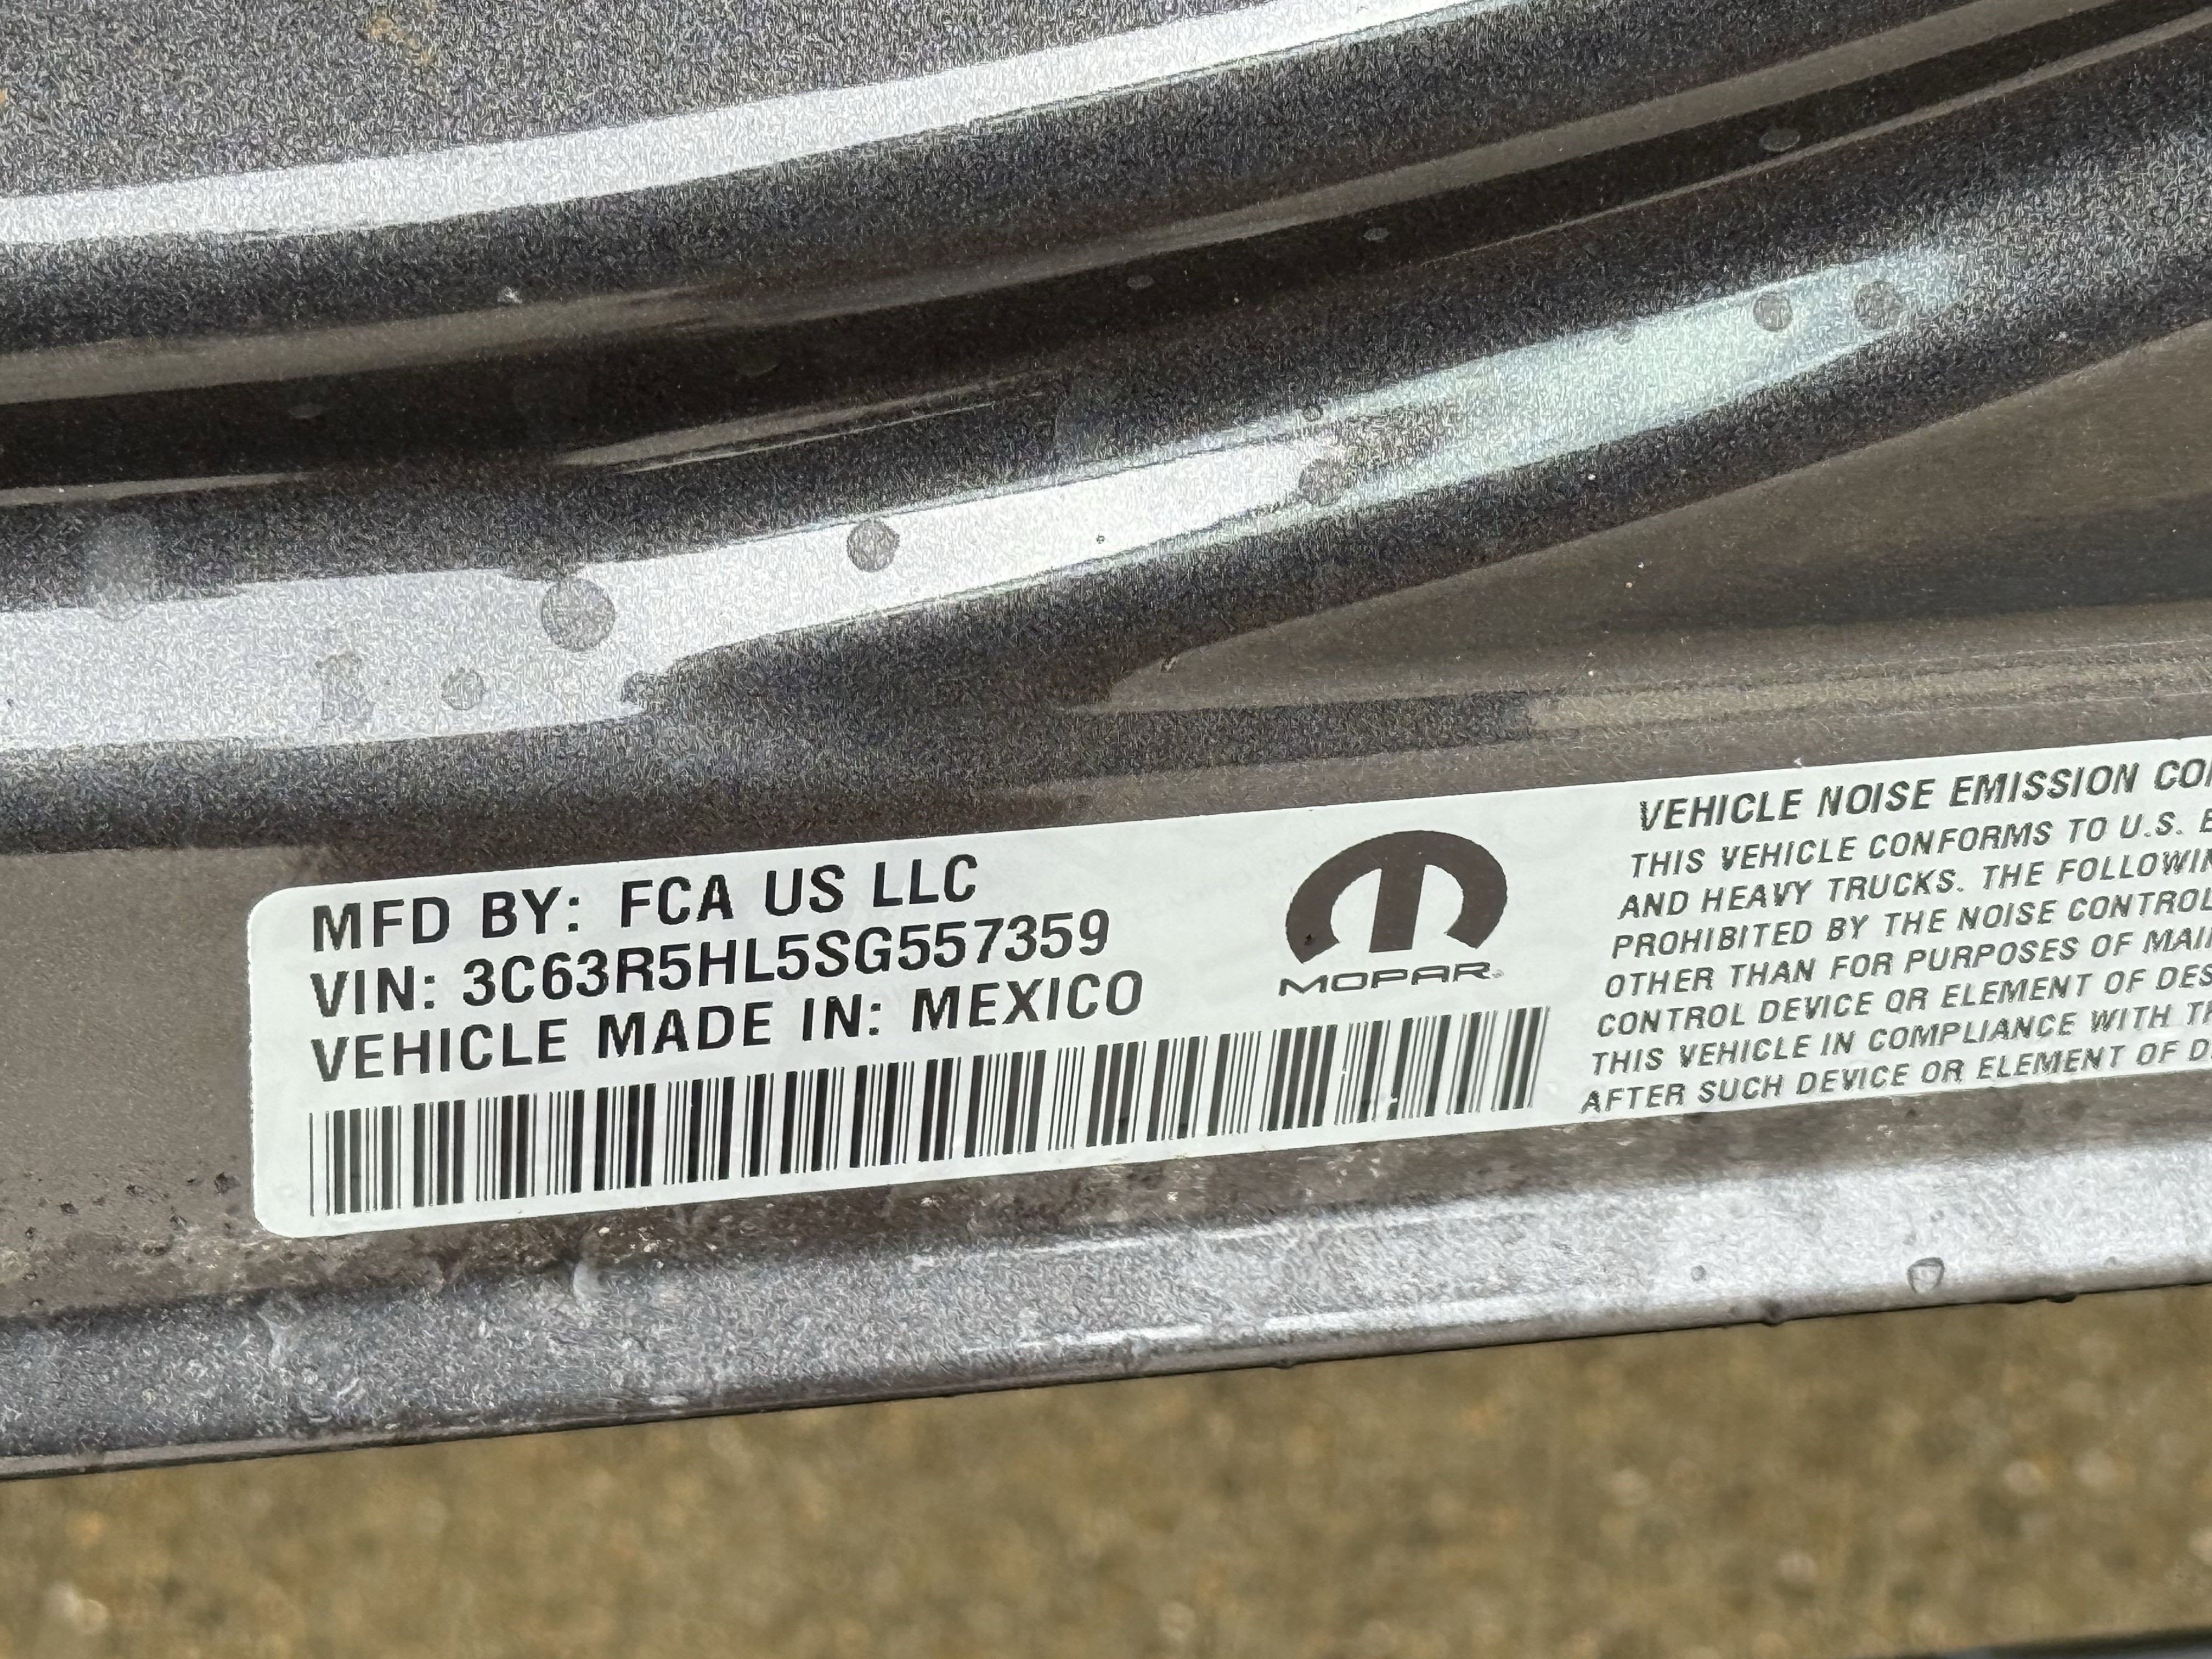 MFD BY: FCA US LLC
VIN: 3C63R5HL5SG557359
VEHICLE MADE IN: MEXICO
MOPAR
VEHICLE NOISE EMISSION
THIS VEHICLE CONFORMS TO U.S.
AND HEAVY TRUCKS. THE
PROHIBITED BY THE NOISE CONTROL
OTHER THAN FOR PURPOSES OF
CONTROL DEVICE OR ELEMENT OF
THIS VEHICLE IN COMPLIANCE WITH
AFTER SUCH DEVICE OR ELEMENT OF